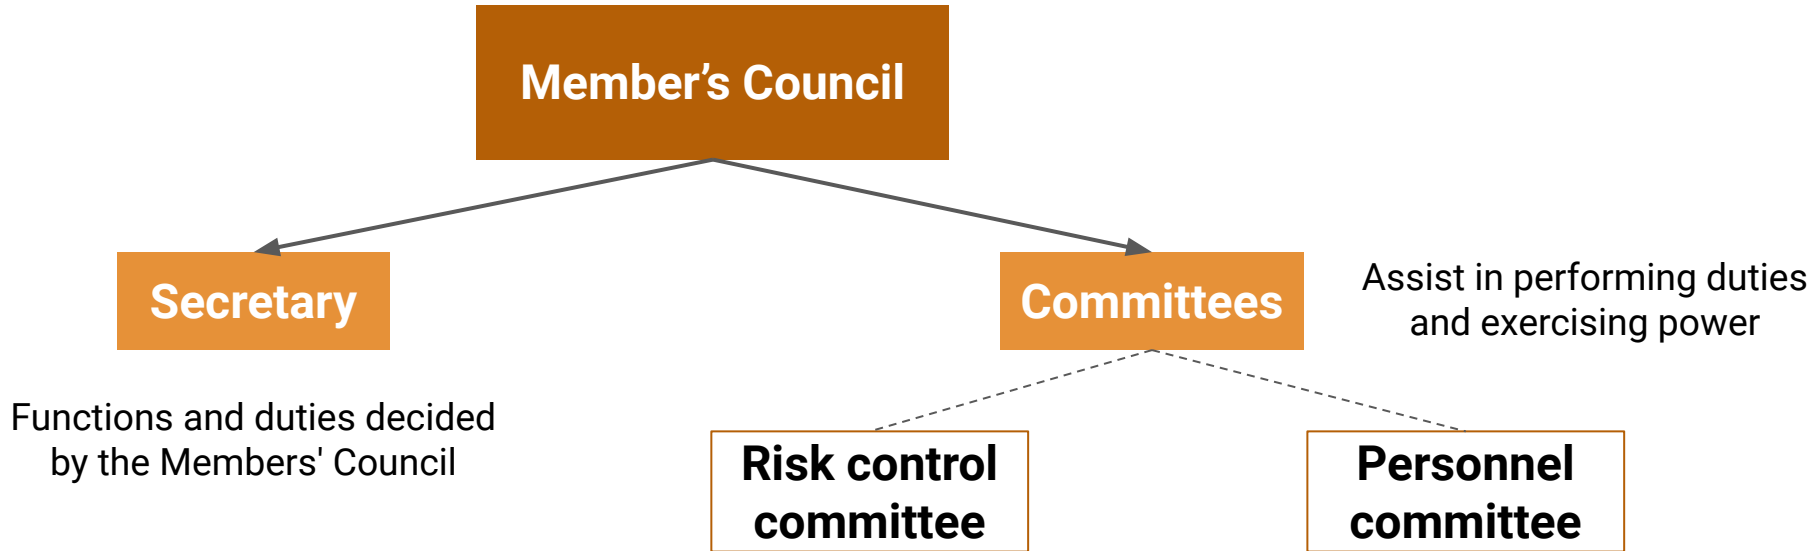 Member’s Council
Secretary
Committees
Assist in performing duties
and exercising power
Functions and duties decided
by the Members' Council
Risk control
committee
Personnel
committee